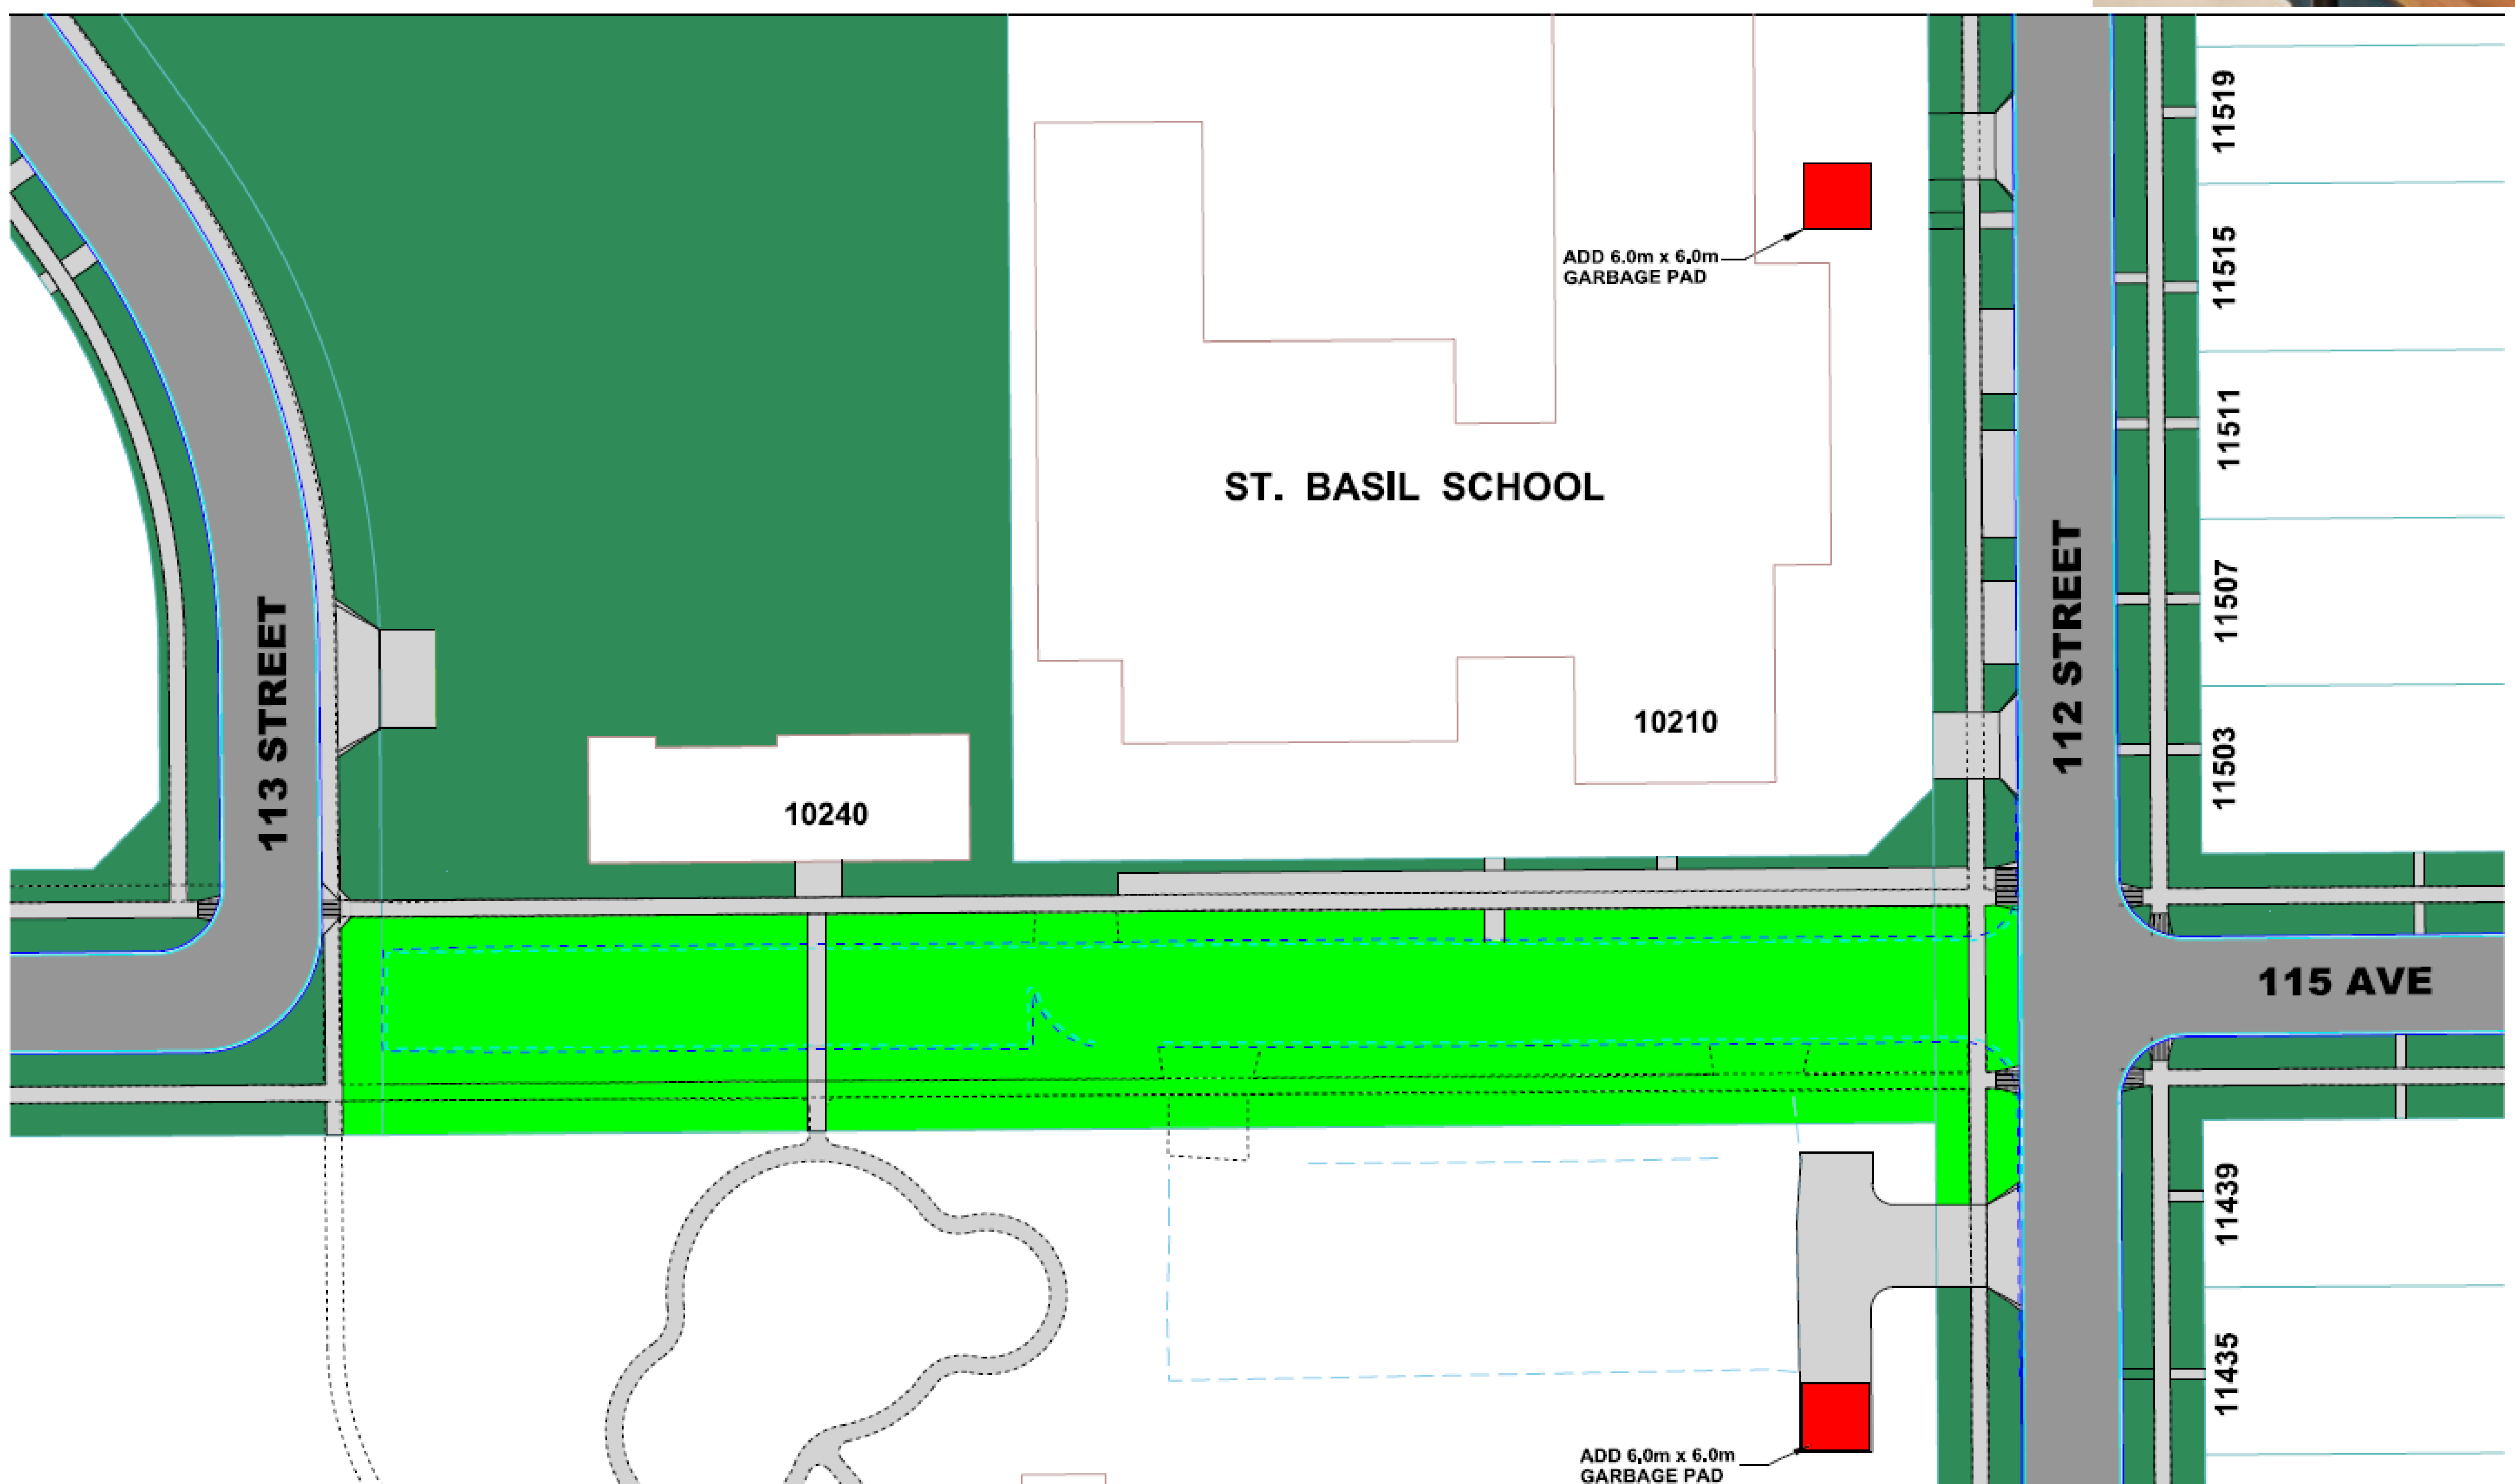 11519
ADD 6.0m x 6.0m
GARBAGE PAD
11515
11511
ST. BASIL SCHOOL
112 STREET
11507
113 STREET
10210
11503
10240
115 AVE
11439
11435
ADD 6.0m x 6.0m
GARBAGE PAD